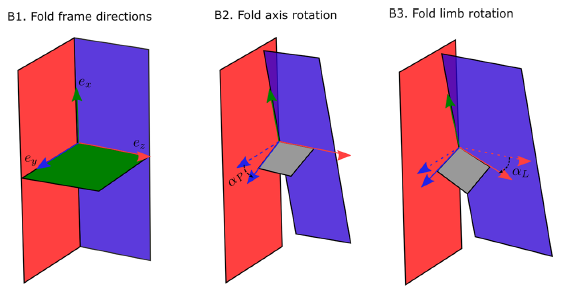 B1. Fold frame directions
B2. Fold axis rotation
B3. Fold limb rotation
e_x
e_y
e_z
α_P
α_L